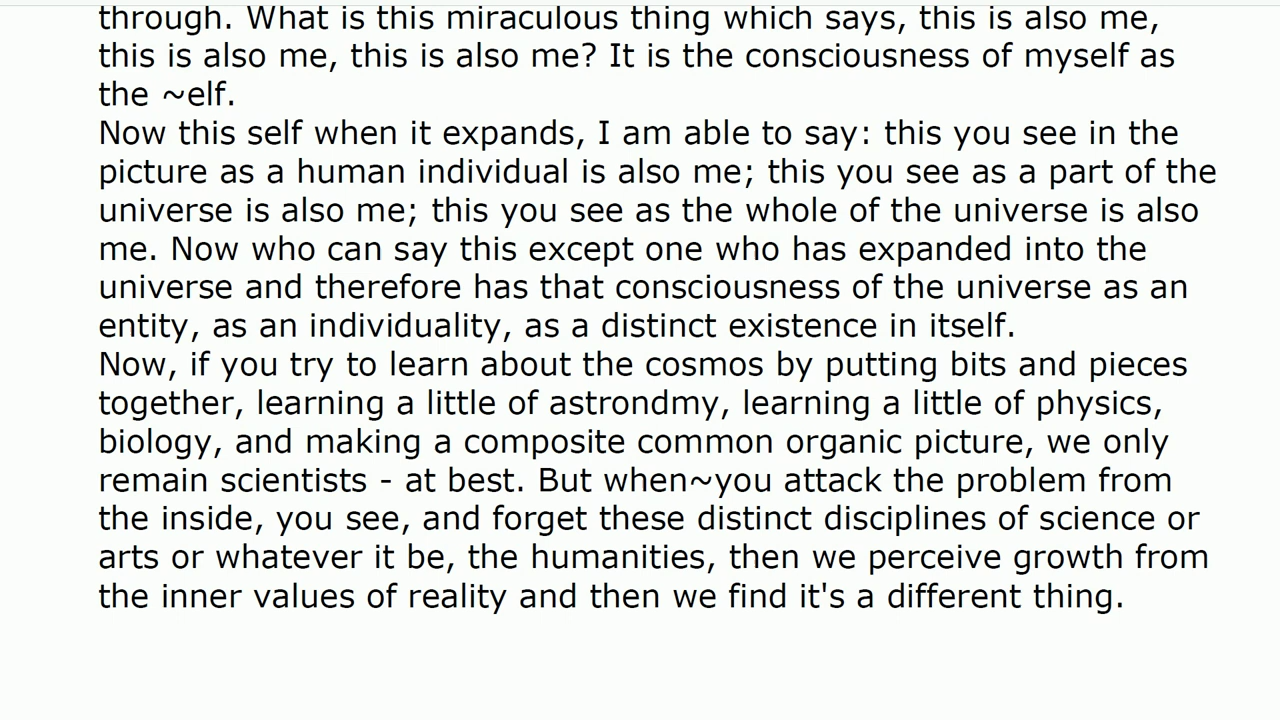 through. What is this miraculous thing which says, this is also me,
this is also me, this is also me? It is the consciousness of myself as
the ~elf.
Now this self when it expands, I am able to say: this you see in the
picture as a human individual is also me; this you see as a part of the
universe is also me; this you see as the whole of the universe is also
me. Now who can say this except one who has expanded into the
universe and therefore has that consciousness of the universe as an
entity, as an individuality, as a distinct existence in itself.
Now, if you try to learn about the cosmos by putting bits and pieces
together, learning a little of astrondmy, learning a little of physics,
biology, and making a composite common organic picture, we only
remain scientists - at best. But when~you attack the problem from
the inside, you see, and forget these distinct disciplines of science or
arts or whatever it be, the humanities, then we perceive growth from
the inner values of reality and then we find it's a different thing.